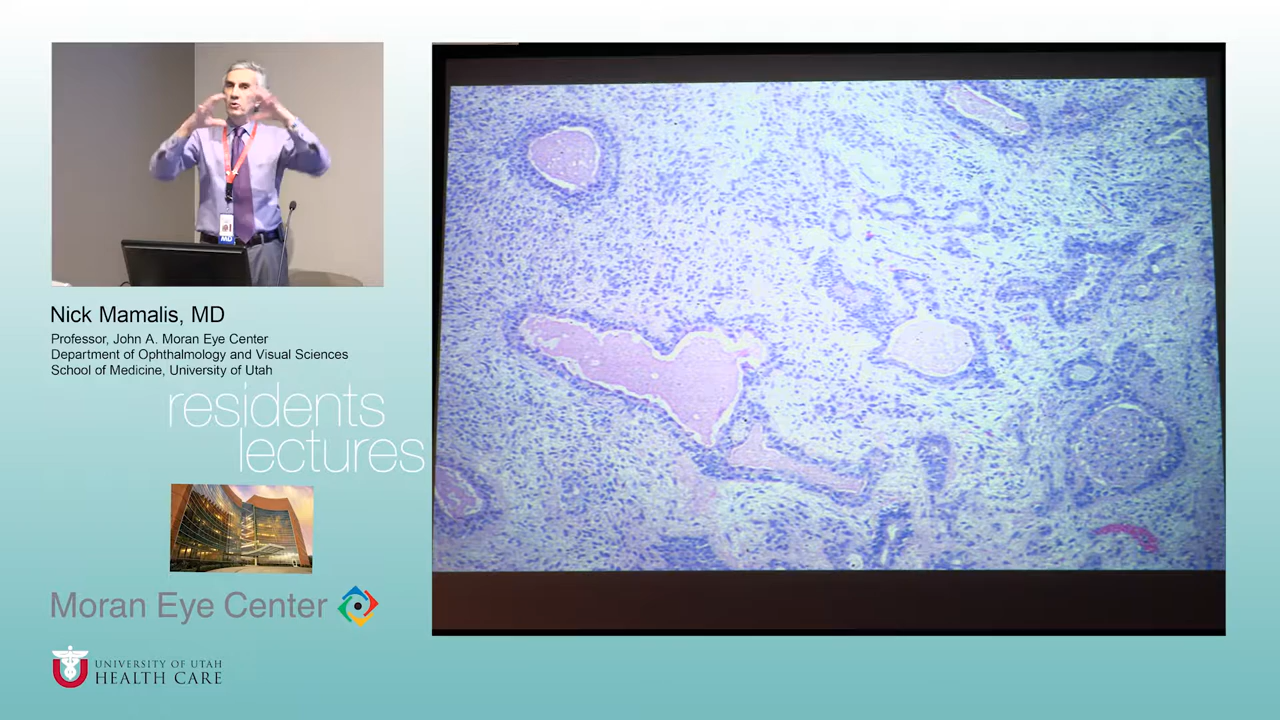 Nick Mamalis, MD
Professor, John A. Moran Eye Center
Department of Ophthalmology and Visual Sciences
School of Medicine, University of Utah
residents
lectures
Moran Eye Center
UNIVERSITY OF UTAH
HEALTH CARE
MD